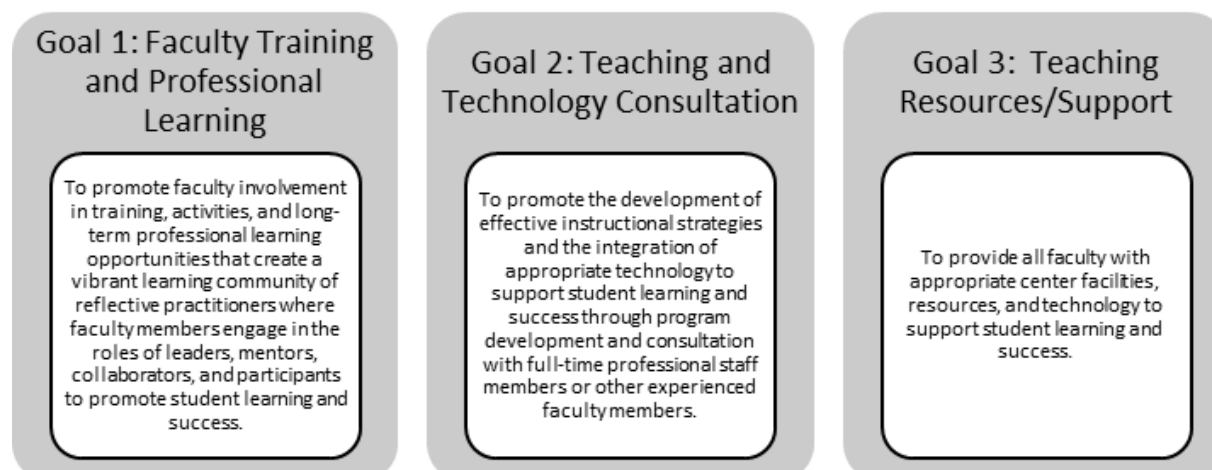 Goal 1: Faculty Training
and Professional
Learning
To promote faculty involvement
in training, activities, and long-
term professional learning
opportunities that create a
vibrant learning community of
reflective practitioners where
faculty members engage in the
roles of leaders, mentors,
collaborators, and participants
to promote student learning and
success.
Goal 2: Teaching and
Technology Consultation
To promote the development of
effective instructional strategies
and the integration of
appropriate technology to
support student learning and
success through program
development and consultation
with full-time professional staff
members or other experienced
faculty members.
Goal 3: Teaching
Resources/Support
To provide all faculty with
appropriate center facilities,
resources, and technology to
support student learning and
success.